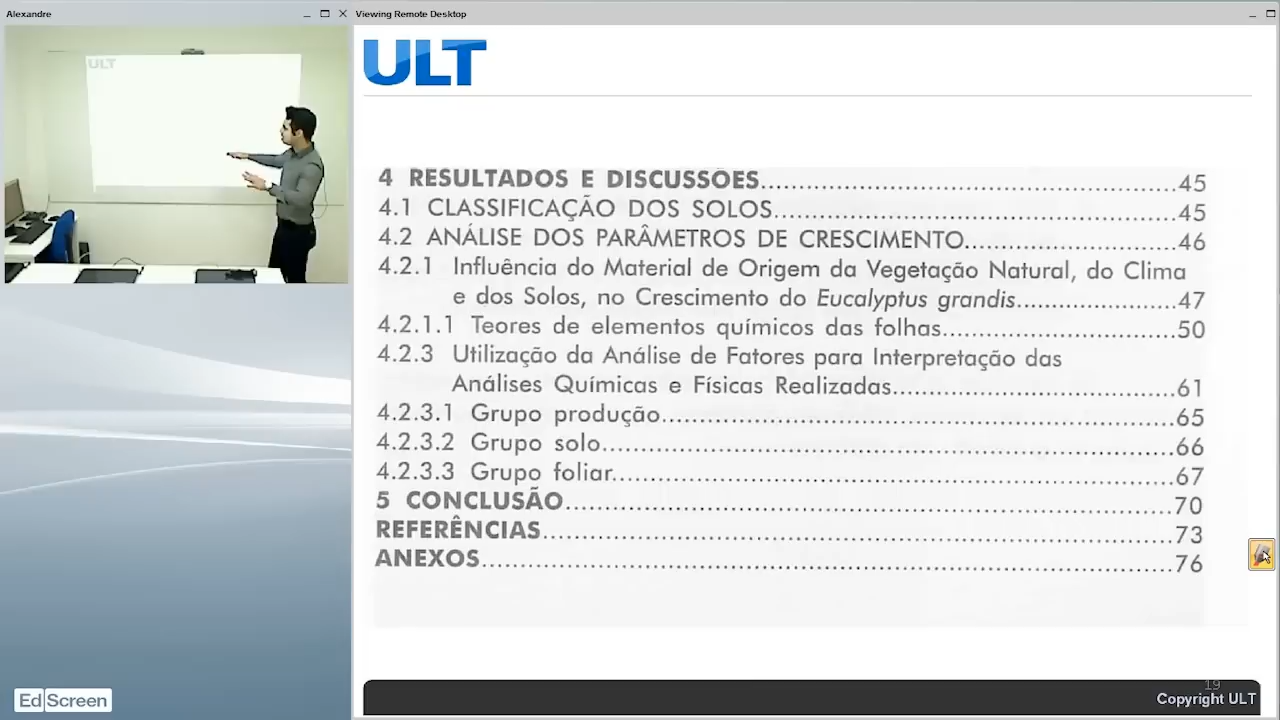 Alexandre
Viewing Remote Desktop
ULT
ULT
4 RESULTADOS E DISCUSSÕES....................................................45
4.1 CLASSIFICAÇÃO DOS SOLOS..................................................45
4.2 ANÁLISE DOS PARÂMETROS DE CRESCIMENTO..........................46
4.2.1 Influência do Material de Origem da Vegetação Natural, do Clima
e dos Solos, no Crescimento do Eucalyptus grandis....................47
4.2.1.1 Teores de elementos químicos das folhas..............................50
4.2.3 Utilização da Análise de Fatores para Interpretação das
Análises Químicas e Físicas Realizadas...................................61
4.2.3.1 Grupo produção................................................................65
4.2.3.2 Grupo solo.......................................................................66
4.2.3.3 Grupo foliar.....................................................................67
5 CONCLUSÃO.........................................................................70
REFERÊNCIAS...........................................................................73
ANEXOS..................................................................................76
19
Copyright ULT
EdScreen